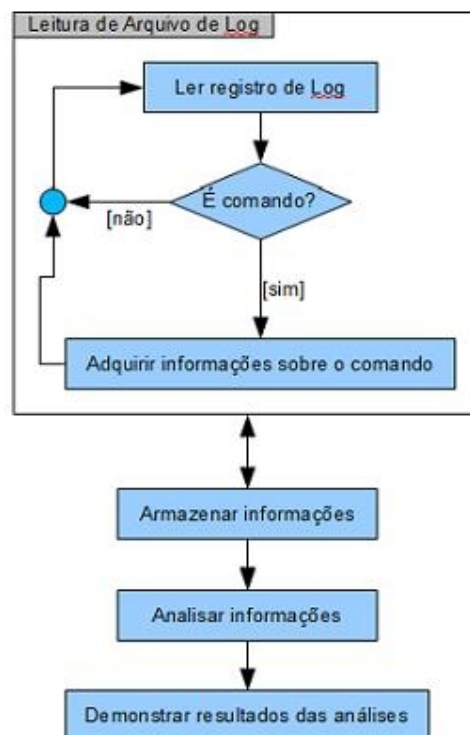 Leitura de Arquivo de Log
Ler registro de Log
É comando?
[não]
[sim]
Adquirir informações sobre o comando
Armazenar informações
Analisar informações
Demonstrar resultados das análises